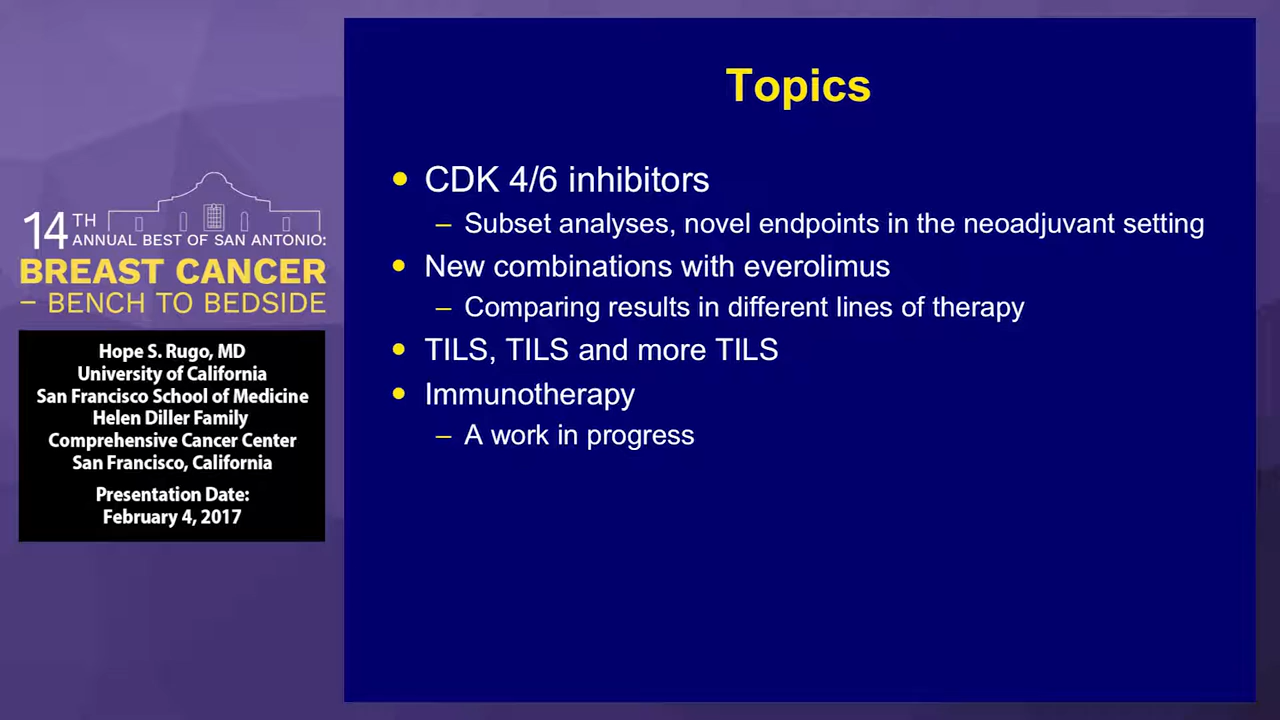 14TH
ANNUAL BEST OF SAN ANTONIO:
BREAST CANCER
– BENCH TO BEDSIDE
Hope S. Rugo, MD
University of California
San Francisco School of Medicine
Helen Diller Family
Comprehensive Cancer Center
San Francisco, California
Presentation Date:
February 4, 2017
Topics
• CDK 4/6 inhibitors
– Subset analyses, novel endpoints in the neoadjuvant setting
• New combinations with everolimus
– Comparing results in different lines of therapy
• TILS, TILS and more TILS
• Immunotherapy
– A work in progress